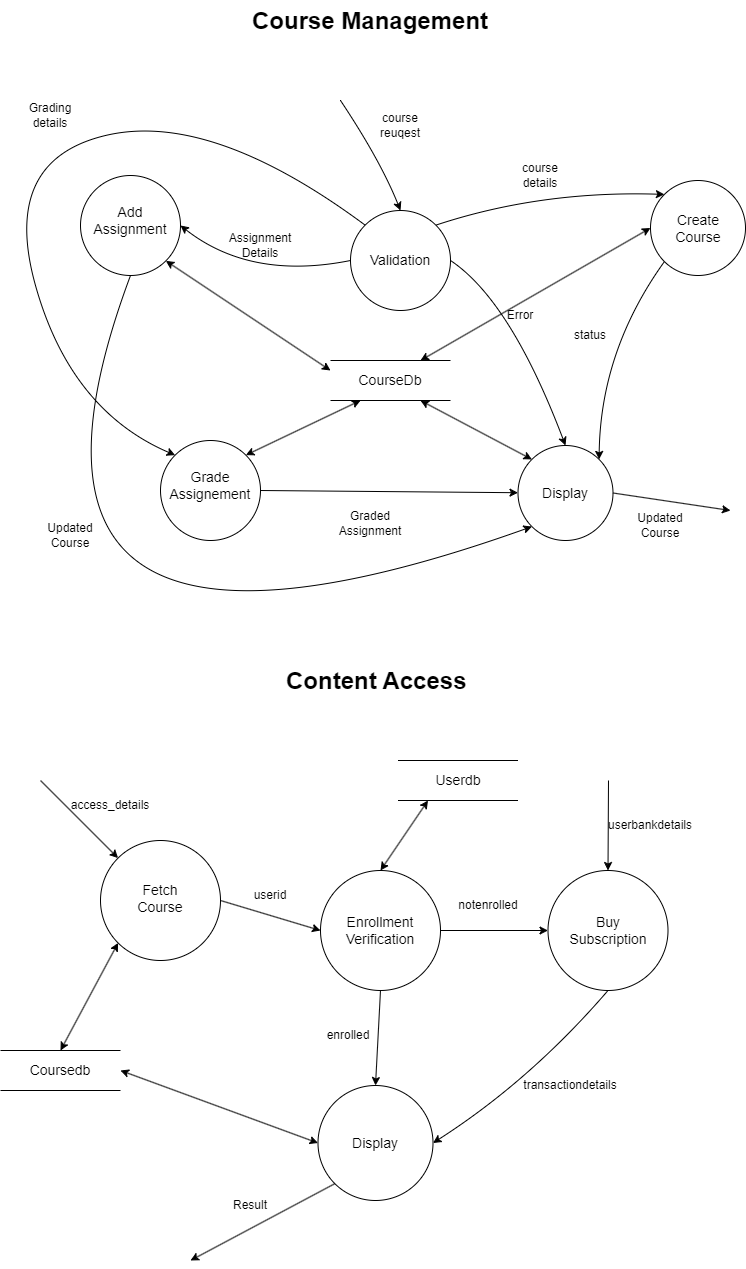 Course Management
Grading
details
course
reuqest
course
details
Add
Assignment
Assignment
Details
Validation
Create
Course
Error
status
CourseDb
Grade
Assignement
Display
Graded
Assignment
Updated
Course
Updated
Course
Content Access
Userdb
access_details
userbankdetails
Fetch
Course
userid
Enrollment
Verification
notenrolled
Buy
Subscription
enrolled
Coursedb
transactiondetails
Display
Result